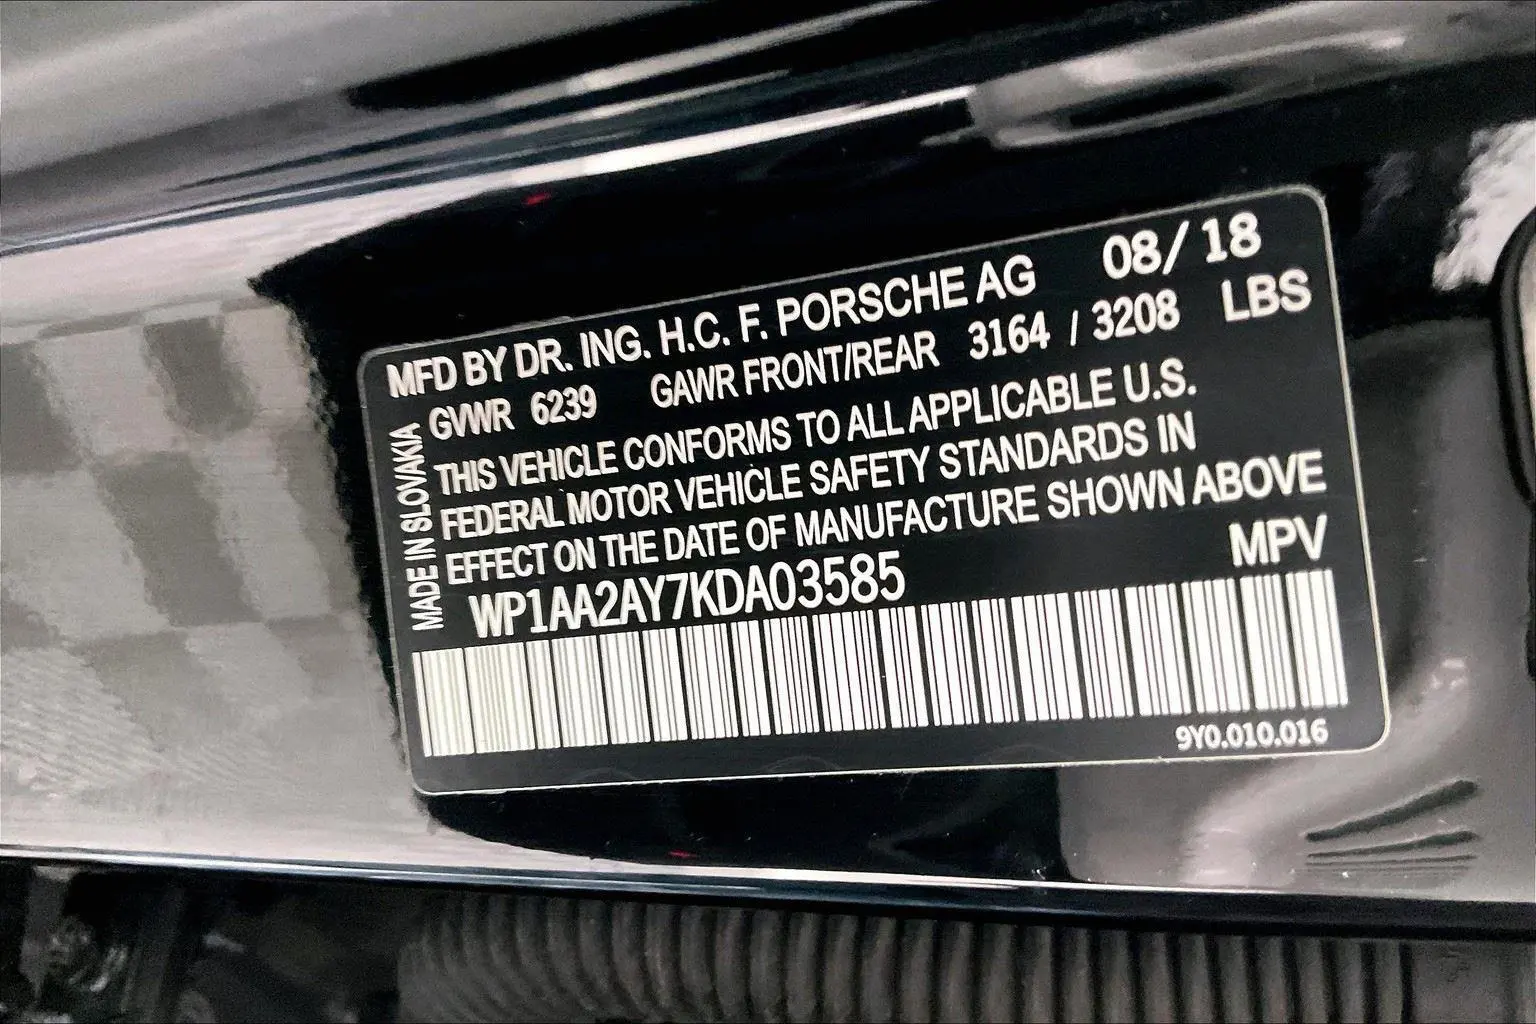 MFD BY DR. ING. H.C. F. PORSCHE AG 08/18
GVWR 6239 GAWR FRONT/REAR 3164 / 3208 LBS
THIS VEHICLE CONFORMS TO ALL APPLICABLE U.S.
FEDERAL MOTOR VEHICLE SAFETY STANDARDS IN
EFFECT ON THE DATE OF MANUFACTURE SHOWN ABOVE
WP1AA2AY7KDA03585 MPV
MADE IN SLOVAKIA
9Y0.010.016